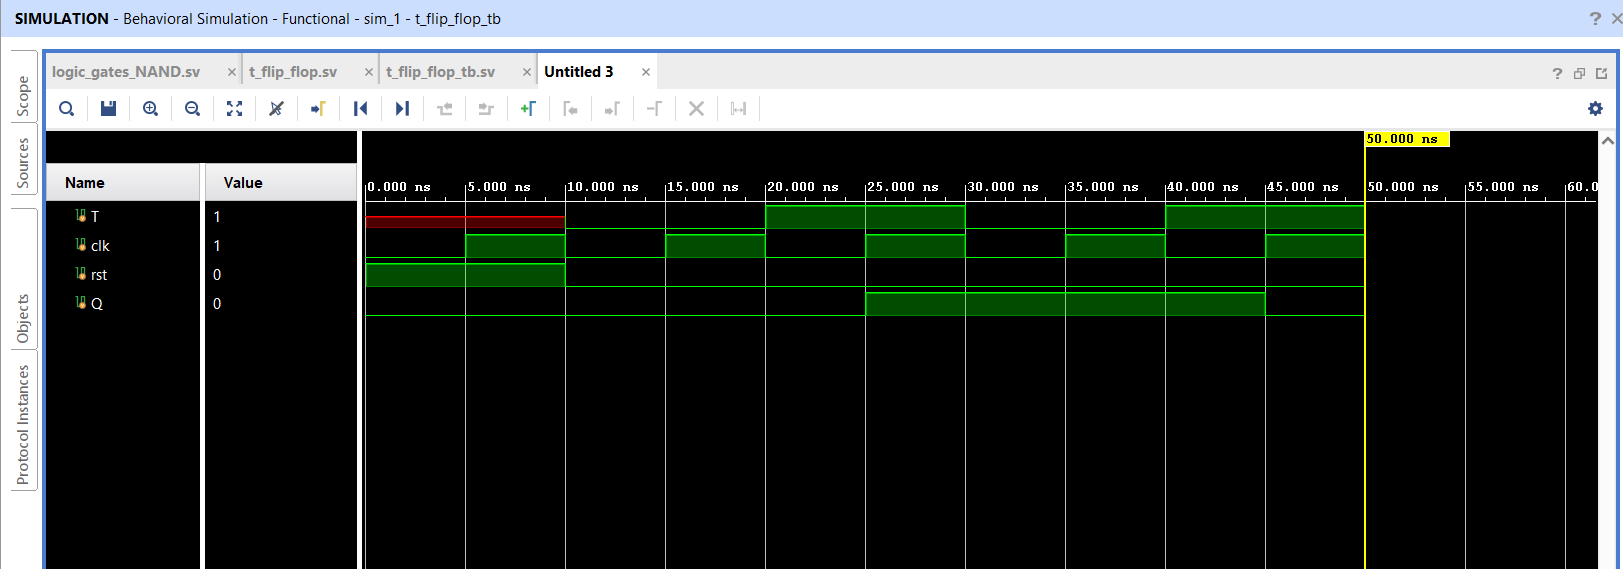 SIMULATION - Behavioral Simulation - Functional - sim_1 - t_flip_flop_tb
? ×
Scope
Sources
Objects
Protocol Instances
logic_gates_NAND.sv × t_flip_flop.sv × t_flip_flop_tb.sv × Untitled 3 ×
?
50.000 ns
Name Value
0.000 ns 5.000 ns 10.000 ns 15.000 ns 20.000 ns 25.000 ns 30.000 ns 35.000 ns 40.000 ns 45.000 ns 50.000 ns 55.000 ns 60.0
T 1
clk 1
rst 0
Q 0